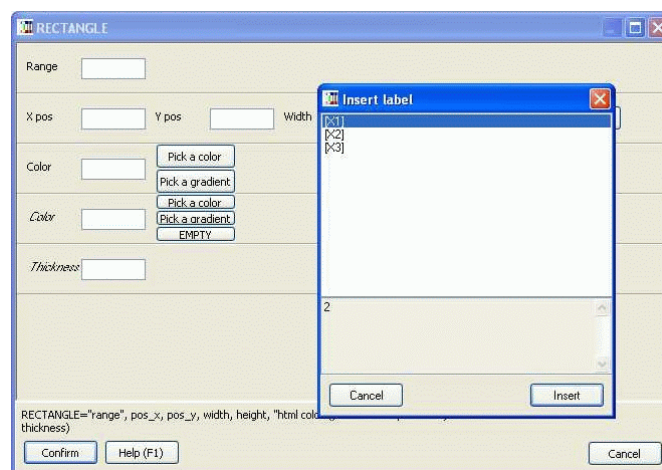 RECTANGLE
Range
Insert label
X pos Y pos Width
[X1]
[X2]
[X3]
Color
Pick a color
Pick a gradient
Color
Pick a color
Pick a gradient
EMPTY
Thickness
2
Cancel Insert
RECTANGLE="range", pos_x, pos_y, width, height, "html
thickness)
Confirm Help (F1) Cancel